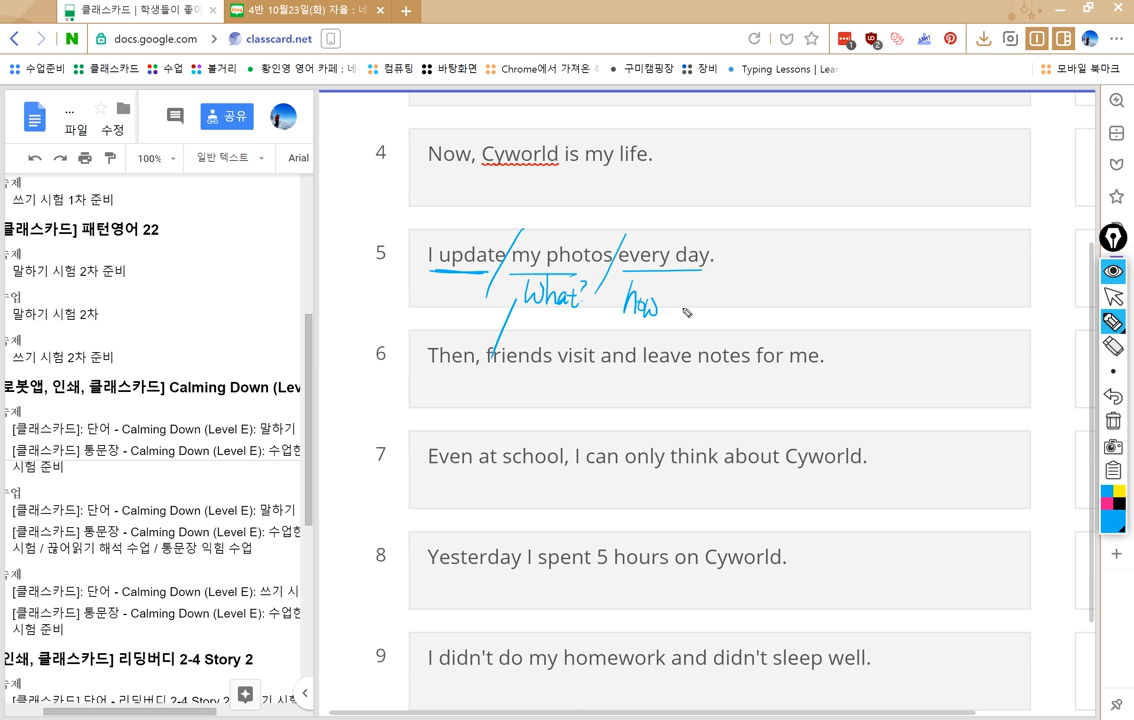 클래스카드 | 학생들이 좋아
4반 10월23일(화) 자율 : 네
docs.google.com
classcard.net
수업준비
클래스카드
수업
볼거리
황인영 영어 카페 : 네
컴퓨팅
바탕화면
Chrome에서 가져온
구미캠핑장
장비
Typing Lessons | Lear
모바일 북마크
...
공유
파일 수정
100%
일반 텍스트
Arial
쓰기 시험 1차 준비
클래스카드] 패턴영어 22
말하기 시험 2차 준비
말하기 시험 2차
쓰기 시험 2차 준비
로봇앱, 인쇄, 클래스카드] Calming Down (Lev
[클래스카드]: 단어 - Calming Down (Level E): 말하기
[클래스카드] 통문장 - Calming Down (Level E): 수업한
시험 준비
[클래스카드]: 단어 - Calming Down (Level E): 말하기
[클래스카드] 통문장 - Calming Down (Level E): 수업한
시험 / 끊어읽기 해석 수업 / 통문장 익힘 수업
[클래스카드]: 단어 - Calming Down (Level E): 쓰기 시
[클래스카드] 통문장 - Calming Down (Level E): 수업한
시험 준비
인쇄, 클래스카드] 리딩버디 2-4 Story 2
4 Now, Cyworld is my life.
5 I update my photos every day.
What? how
6 Then, friends visit and leave notes for me.
7 Even at school, I can only think about Cyworld.
8 Yesterday I spent 5 hours on Cyworld.
9 I didn't do my homework and didn't sleep well.